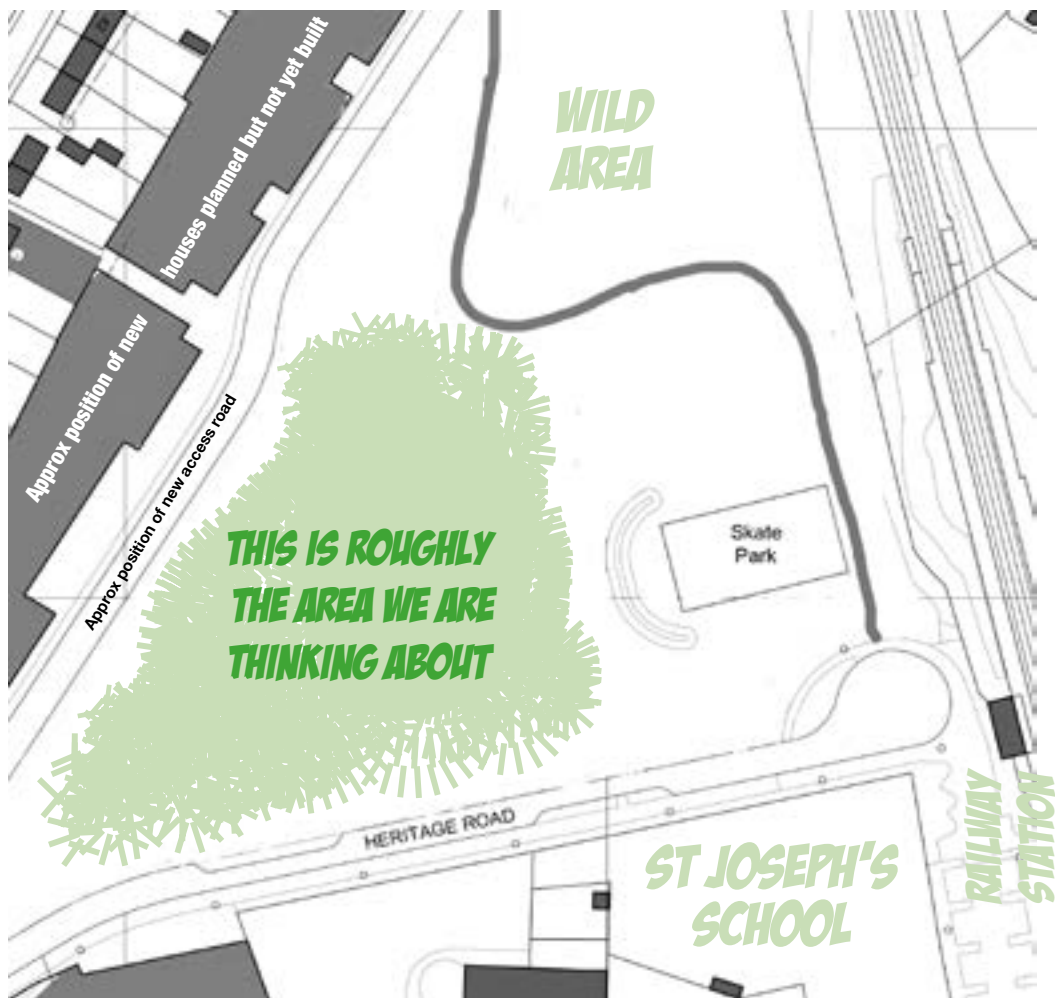 WILD
AREA
houses planned but not yet built
Approx position of new
Approx position of new access road
THIS IS ROUGHLY
THE AREA WE ARE
THINKING ABOUT
Skate
Park
HERITAGE ROAD
ST JOSEPH'S
SCHOOL
RAILWAY
STATION